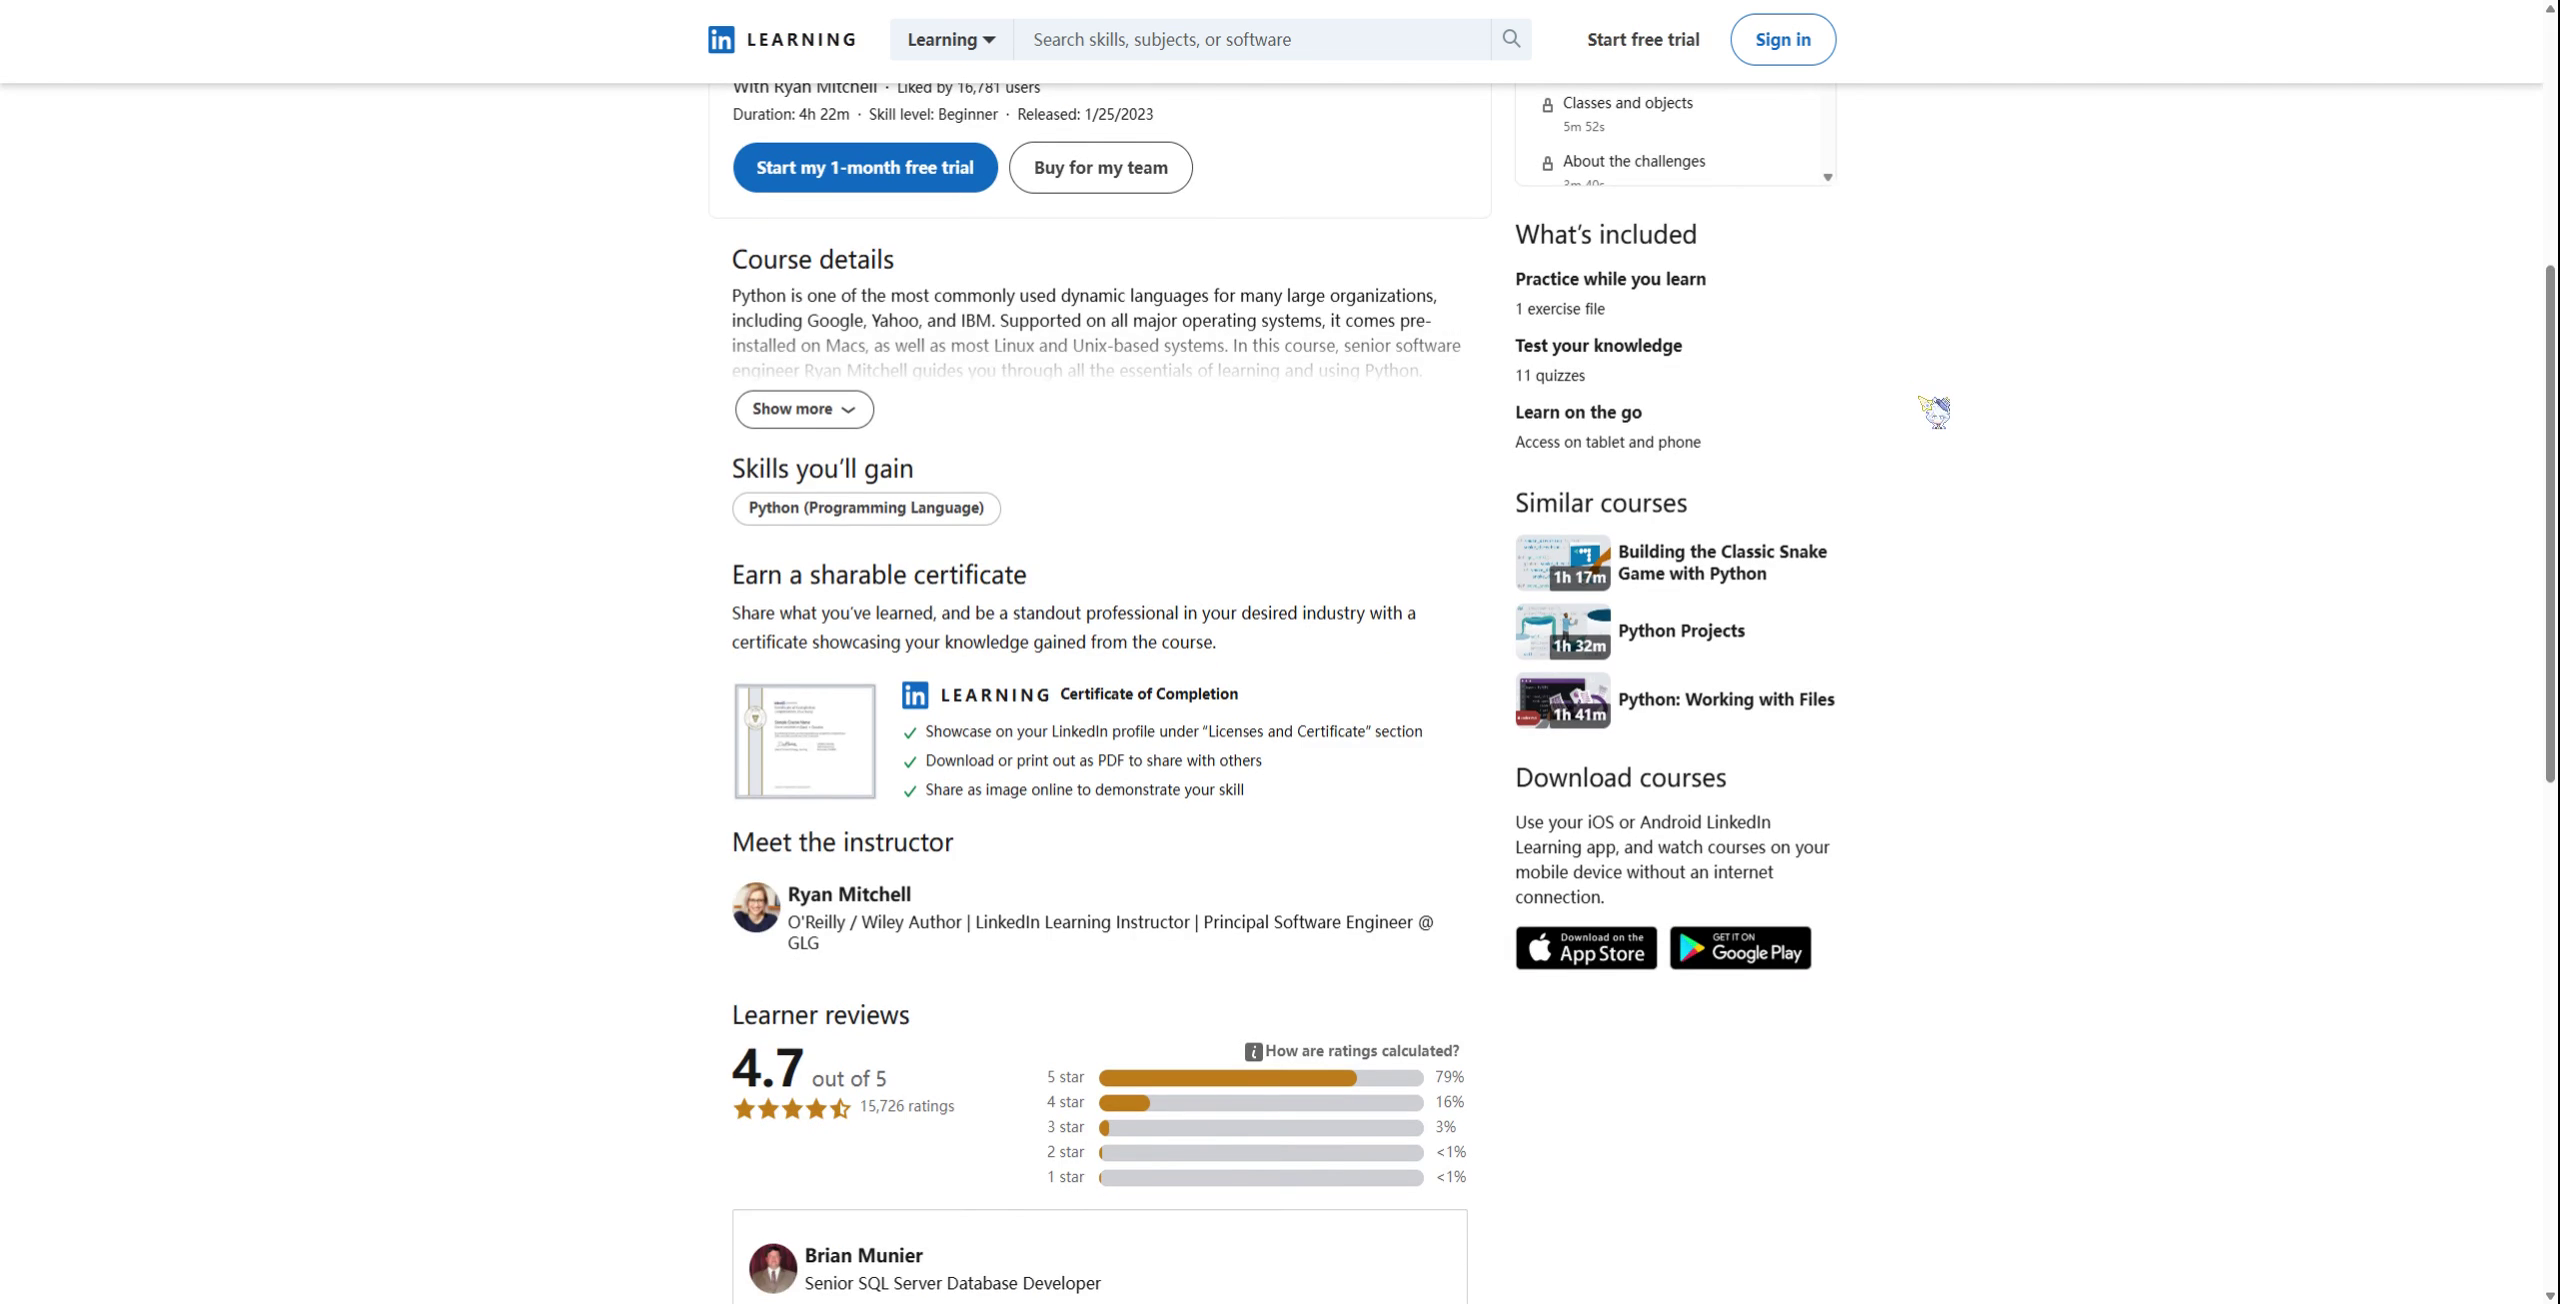 in LEARNING
Learning
Search skills, subjects, or software
Start free trial
Sign in
With Ryan Mitchell · Liked by 16,781 users
Duration: 4h 22m · Skill level: Beginner · Released: 1/25/2023
Start my 1-month free trial
Buy for my team
Course details
Python is one of the most commonly used dynamic languages for many large organizations,
including Google, Yahoo, and IBM. Supported on all major operating systems, it comes pre-
installed on Macs, as well as most Linux and Unix-based systems. In this course, senior software
engineer Ryan Mitchell guides you through all the essentials of learning and using Python.
Show more
Skills you’ll gain
Python (Programming Language)
Earn a sharable certificate
Share what you’ve learned, and be a standout professional in your desired industry with a
certificate showcasing your knowledge gained from the course.
in LEARNING Certificate of Completion
Showcase on your LinkedIn profile under “Licenses and Certificate” section
Download or print out as PDF to share with others
Share as image online to demonstrate your skill
Meet the instructor
Ryan Mitchell
O'Reilly / Wiley Author | LinkedIn Learning Instructor | Principal Software Engineer @
GLG
Learner reviews
4.7 out of 5
15,726 ratings
How are ratings calculated?
5 star 79%
4 star 16%
3 star 3%
2 star <1%
1 star <1%
Brian Munier
Senior SQL Server Database Developer
Classes and objects
5m 52s
About the challenges
3m 40s
What’s included
Practice while you learn
1 exercise file
Test your knowledge
11 quizzes
Learn on the go
Access on tablet and phone
Similar courses
1h 17m
Building the Classic Snake
Game with Python
1h 32m
Python Projects
1h 41m
Python: Working with Files
Download courses
Use your iOS or Android LinkedIn
Learning app, and watch courses on your
mobile device without an internet
connection.
Download on the
App Store
GET IT ON
Google Play